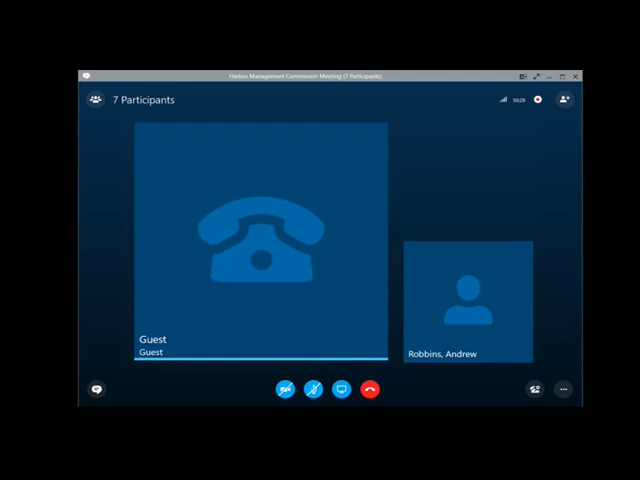 Harbor Management Commission Meeting (7 Participants)
7 Participants
50:29
Guest
Guest
Robbins, Andrew